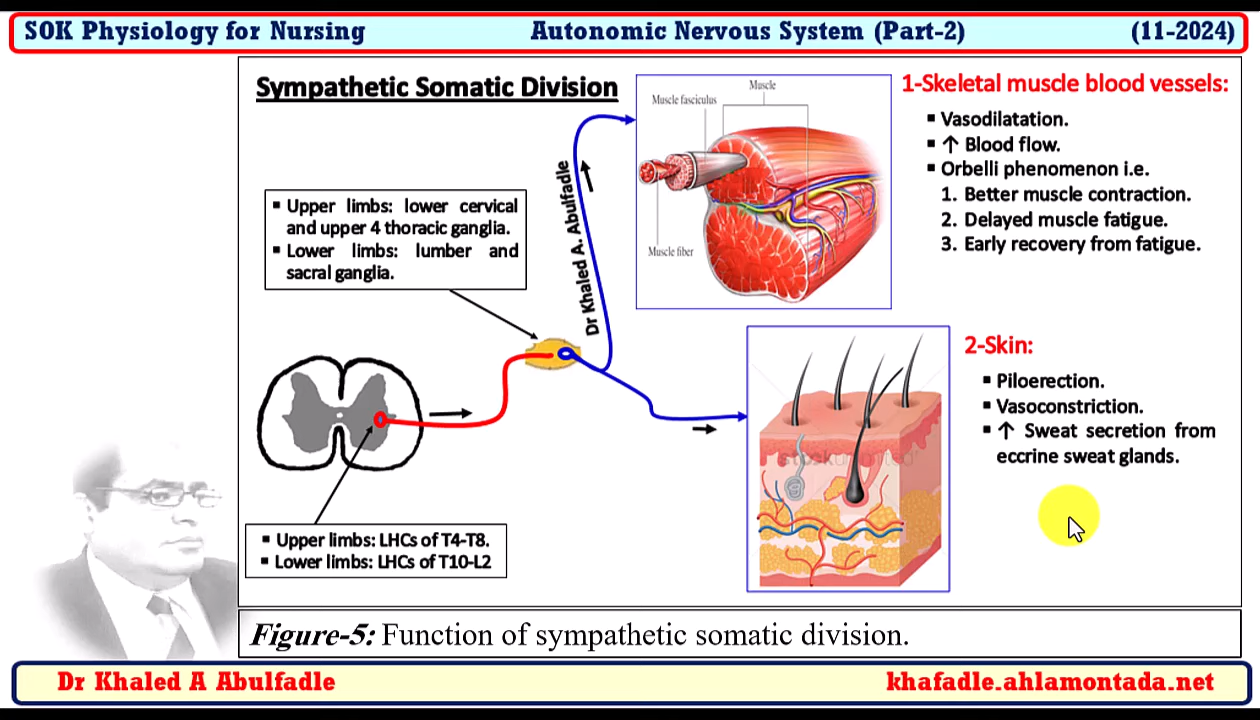 SOK Physiology for Nursing
Autonomic Nervous System (Part-2)
(11-2024)
Sympathetic Somatic Division
▪ Upper limbs: lower cervical
and upper 4 thoracic ganglia.
▪ Lower limbs: lumber and
sacral ganglia.
Dr Khaled A. Abulfadle
Muscle
Muscle fasciculus
Muscle fiber
1-Skeletal muscle blood vessels:
▪ Vasodilatation.
▪ ↑ Blood flow.
▪ Orbelli phenomenon i.e.
1. Better muscle contraction.
2. Delayed muscle fatigue.
3. Early recovery from fatigue.
2-Skin:
▪ Piloerection.
▪ Vasoconstriction.
▪ ↑ Sweat secretion from
eccrine sweat glands.
▪ Upper limbs: LHCs of T4-T8.
▪ Lower limbs: LHCs of T10-L2
Figure-5: Function of sympathetic somatic division.
Dr Khaled A Abulfadle
khafadle.ahlamontada.net